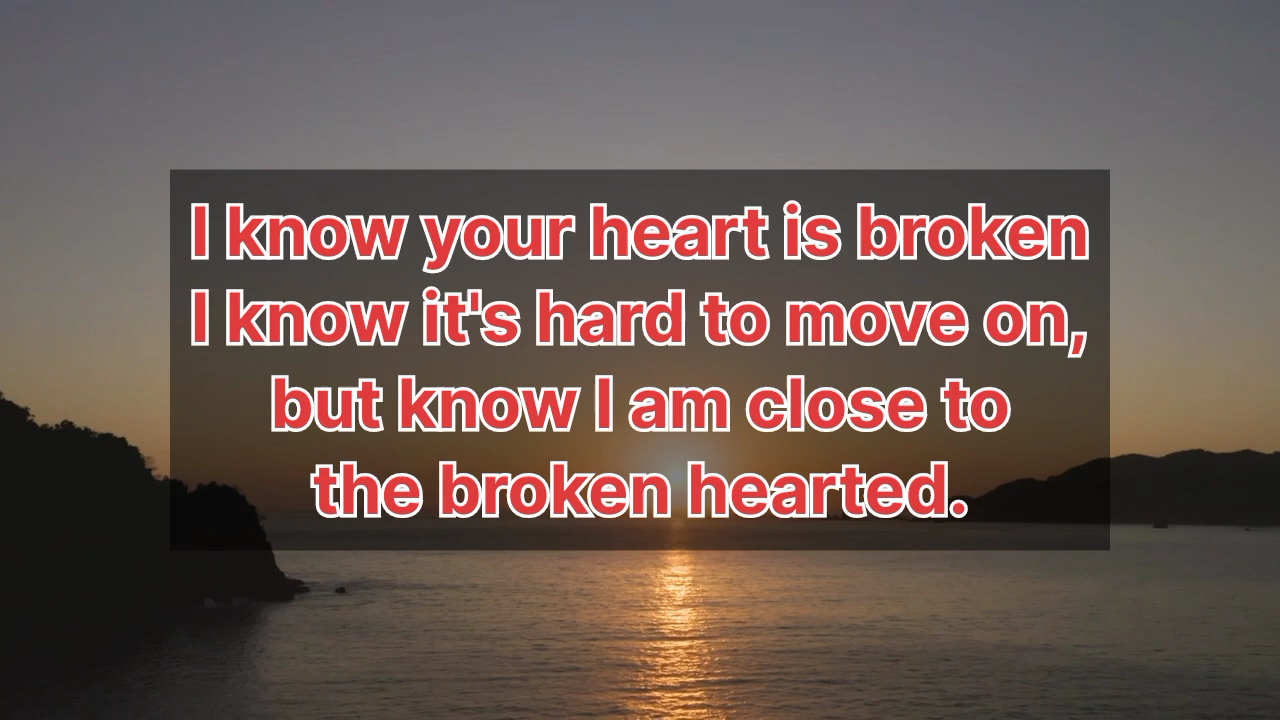 I know your heart is broken
I know it's hard to move on,
but know I am close to
the broken hearted.